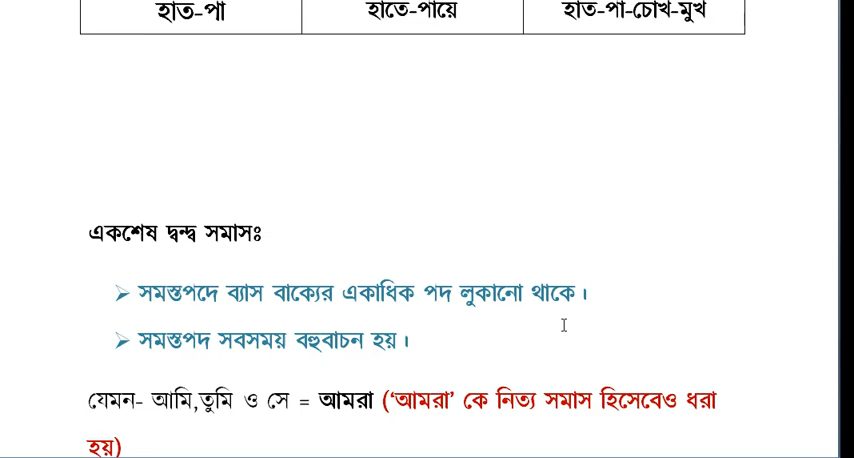 হাত-পা হাতে-পায়ে হাত-পা-চোখ-মুখ
একশেষ দ্বন্দ্ব সমাসঃ
➢ সমস্তপদে ব্যাস বাক্যের একাধিক পদ লুকানো থাকে।
➢ সমস্তপদ সবসময় বহুবাচন হয়।
যেমন- আমি,তুমি ও সে = আমরা (‘আমরা’ কে নিত্য সমাস হিসেবেও ধরা
হয়)